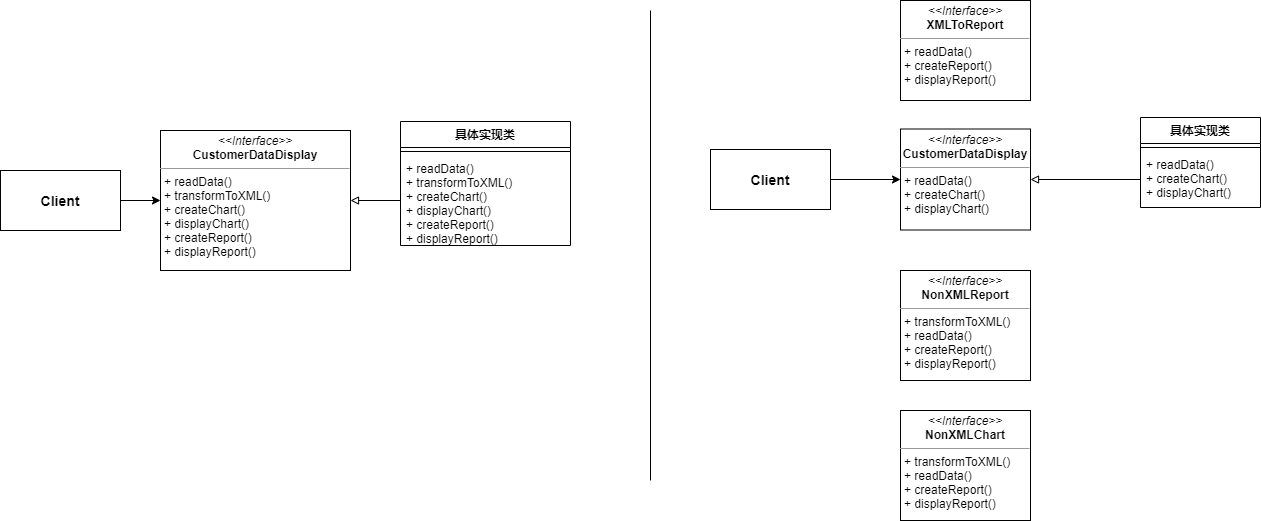 Client
<<Interface>>
CustomerDataDisplay
+ readData()
+ transformToXML()
+ createChart()
+ displayChart()
+ createReport()
+ displayReport()
具体实现类
+ readData()
+ transformToXML()
+ createChart()
+ displayChart()
+ createReport()
+ displayReport()
<<Interface>>
XMLToReport
+ readData()
+ createReport()
+ displayReport()
Client
<<Interface>>
CustomerDataDisplay
+ readData()
+ createChart()
+ displayChart()
具体实现类
+ readData()
+ createChart()
+ displayChart()
<<Interface>>
NonXMLReport
+ transformToXML()
+ readData()
+ createReport()
+ displayReport()
<<Interface>>
NonXMLChart
+ transformToXML()
+ readData()
+ createReport()
+ displayReport()